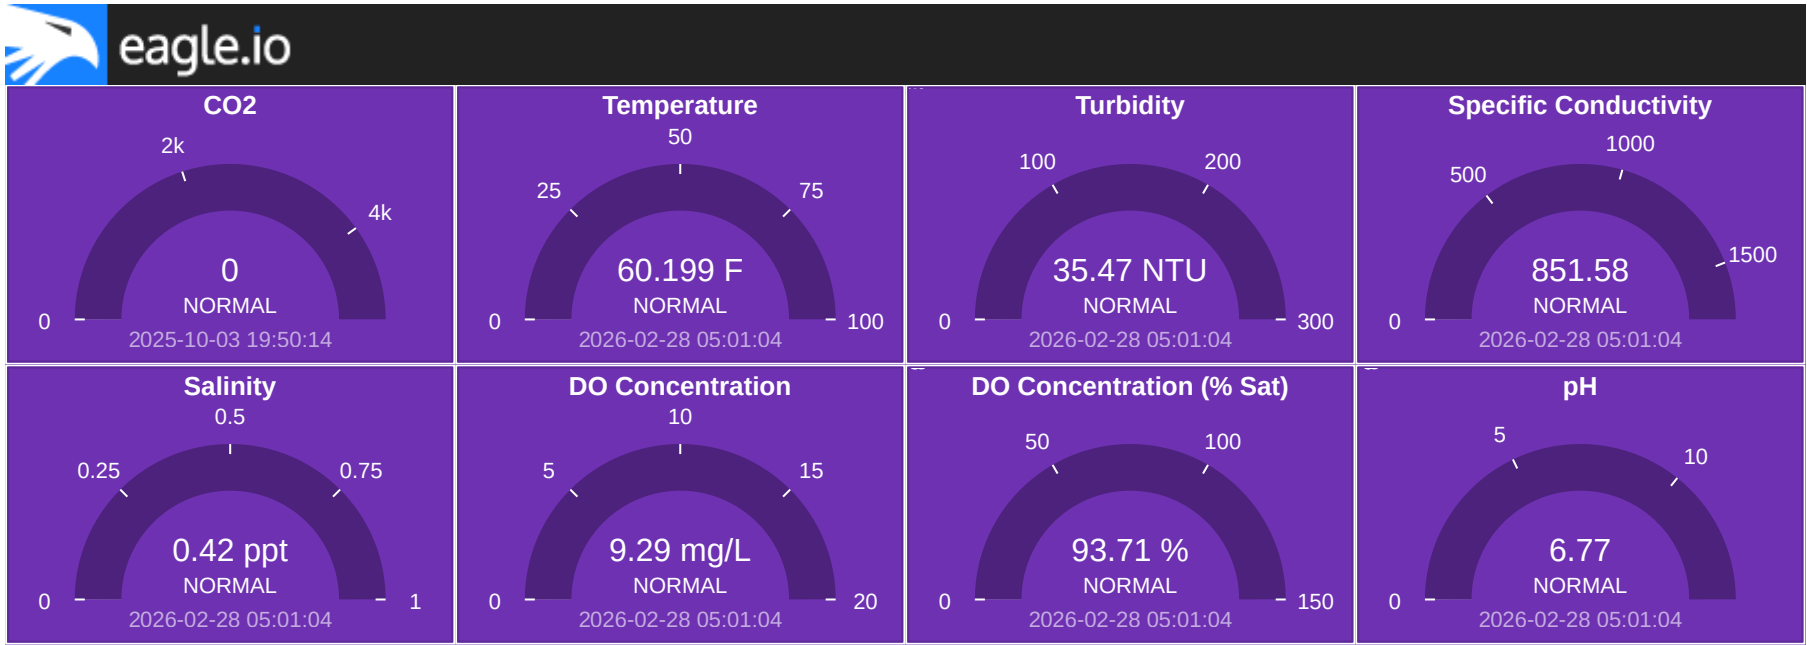 eagle.io
CO2
2k
4k
0
0
NORMAL
2025-10-03 19:50:14
Temperature
50
25
75
60.199 F
NORMAL
0
100
2026-02-28 05:01:04
Turbidity
100
200
35.47 NTU
NORMAL
0
300
2026-02-28 05:01:04
Specific Conductivity
1000
500
1500
851.58
NORMAL
0
2026-02-28 05:01:04
Salinity
0.5
0.25
0.75
0.42 ppt
NORMAL
0
1
2026-02-28 05:01:04
DO Concentration
10
5
15
9.29 mg/L
NORMAL
0
20
2026-02-28 05:01:04
DO Concentration (% Sat)
50
100
93.71 %
NORMAL
0
150
2026-02-28 05:01:04
pH
5
10
6.77
NORMAL
0
2026-02-28 05:01:04